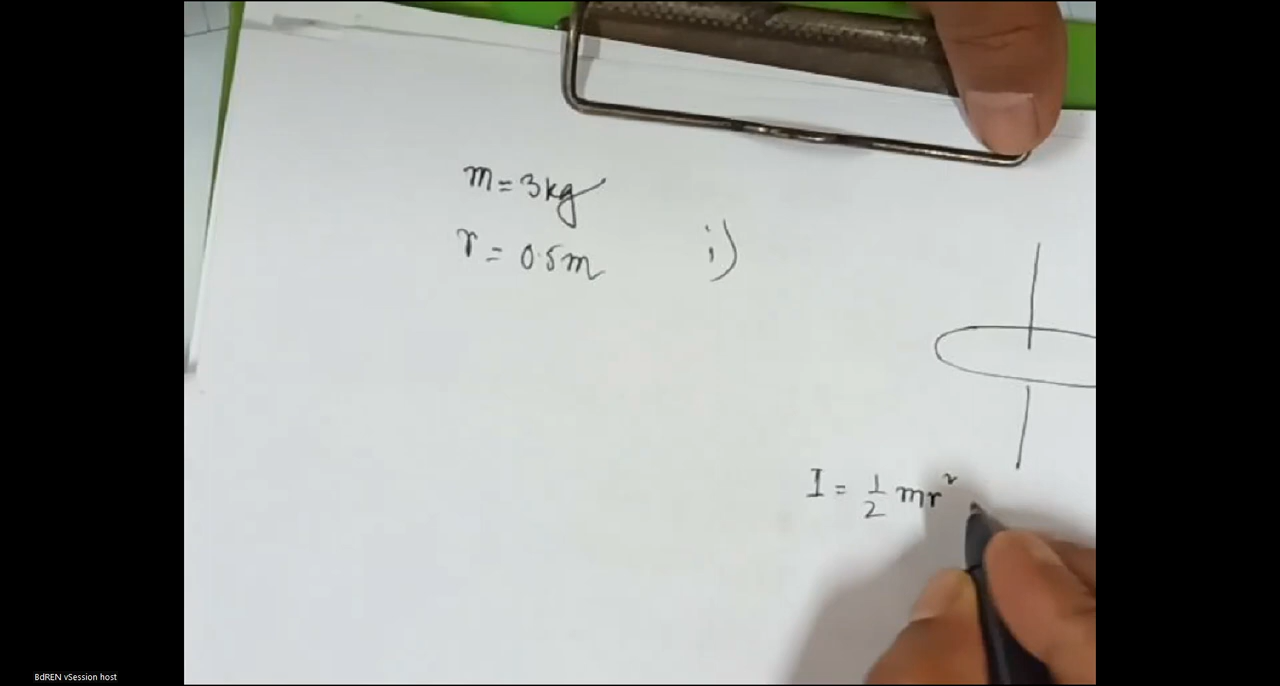 m = 3kg
r = 0.5m
i)
I = 1/2 mr²
BdREN vSession host